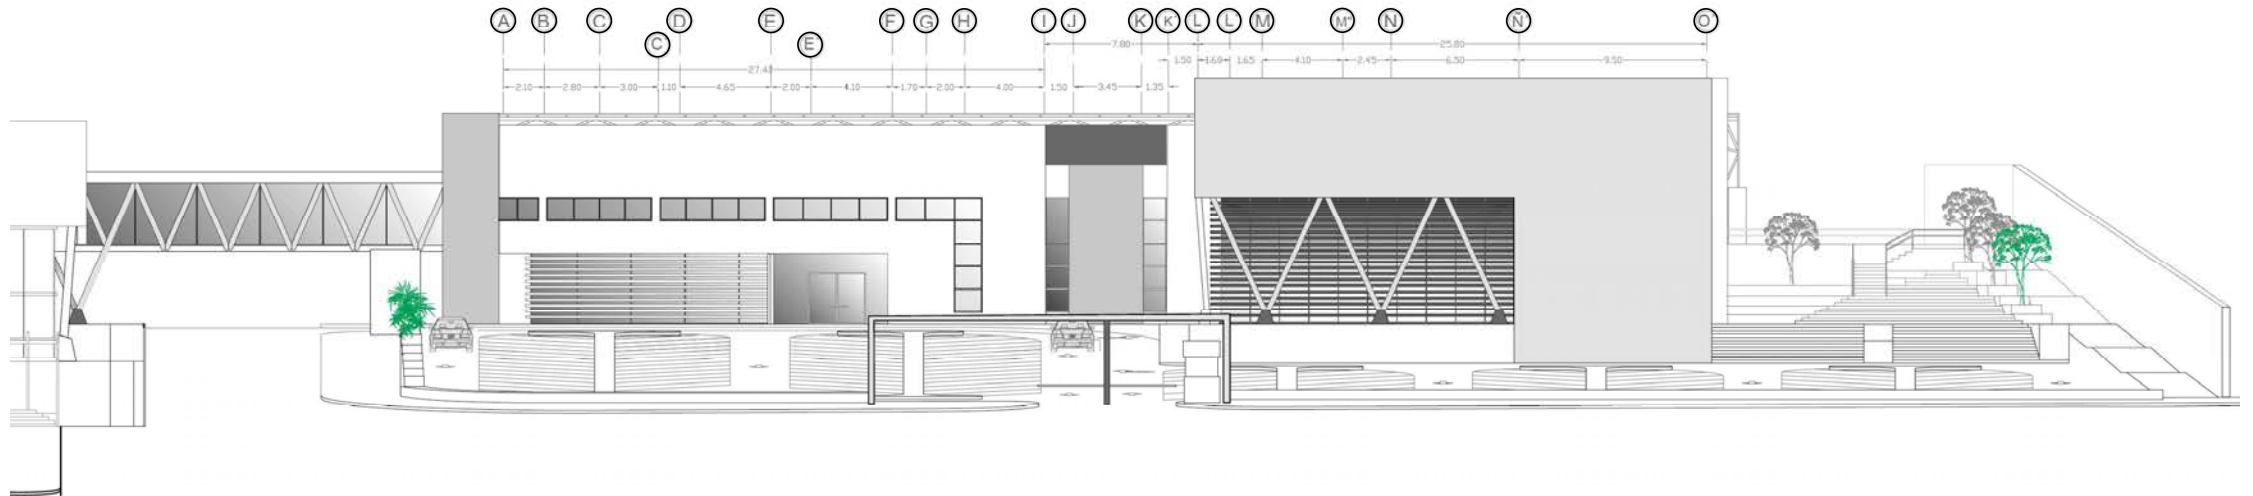 A B C D E F G H I J K K' L L' M M" N Ñ O
C' E'
7.80 25.80
1.50 1.60 1.65 4.10 2.45 6.50 9.50
27.43
2.10 2.80 3.00 1.10 4.65 2.00 4.10 1.70 2.00 4.00 1.50 3.45 1.35